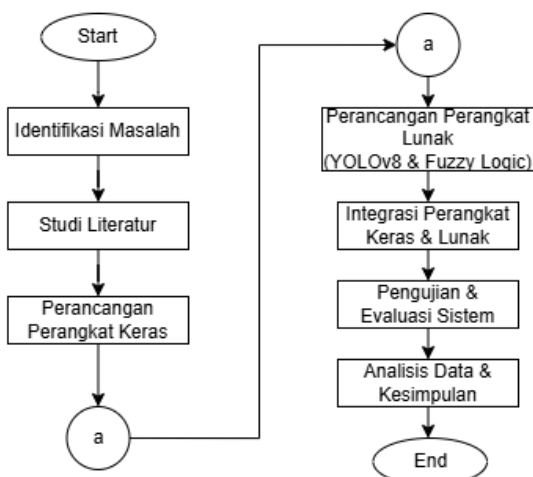 Start
Identifikasi Masalah
Studi Literatur
Perancangan
Perangkat Keras
a
a
Perancangan Perangkat
Lunak
(YOLOv8 & Fuzzy Logic)
Integrasi Perangkat
Keras & Lunak
Pengujian &
Evaluasi Sistem
Analisis Data &
Kesimpulan
End